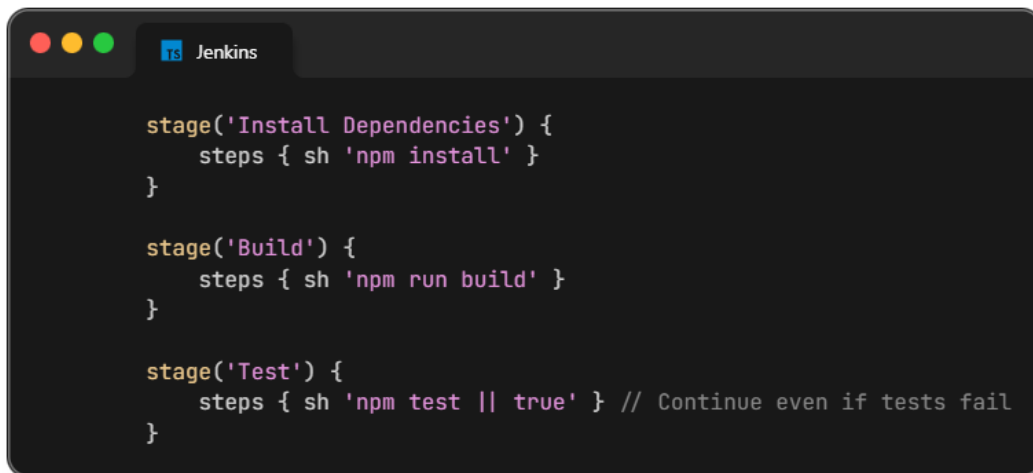 TS Jenkins
stage('Install Dependencies') {
    steps { sh 'npm install' }
}
stage('Build') {
    steps { sh 'npm run build' }
}
stage('Test') {
    steps { sh 'npm test || true' } // Continue even if tests fail
}